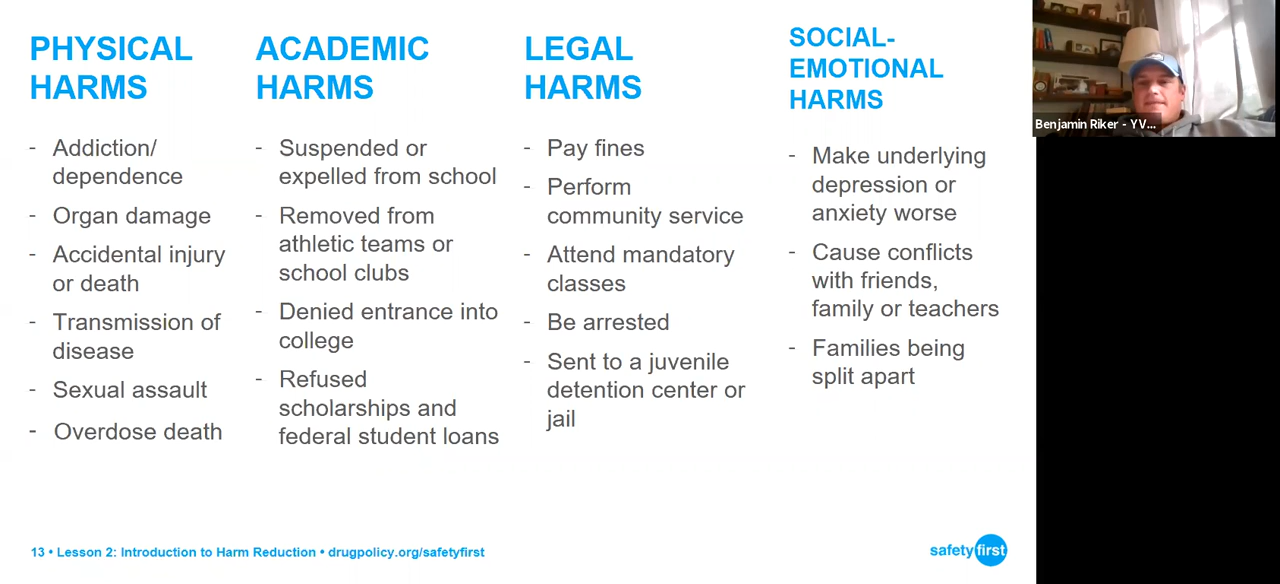 PHYSICAL
HARMS
- Addiction/
dependence
- Organ damage
- Accidental injury
or death
- Transmission of
disease
- Sexual assault
- Overdose death
ACADEMIC
HARMS
- Suspended or
expelled from school
- Removed from
athletic teams or
school clubs
- Denied entrance into
college
- Refused
scholarships and
federal student loans
LEGAL
HARMS
- Pay fines
- Perform
community service
- Attend mandatory
classes
- Be arrested
- Sent to a juvenile
detention center or
jail
SOCIAL-
EMOTIONAL
HARMS
- Make underlying
depression or
anxiety worse
- Cause conflicts
with friends,
family or teachers
- Families being
split apart
Benjamin Riker - YV...
13 • Lesson 2: Introduction to Harm Reduction • drugpolicy.org/safetyfirst
safetyfirst